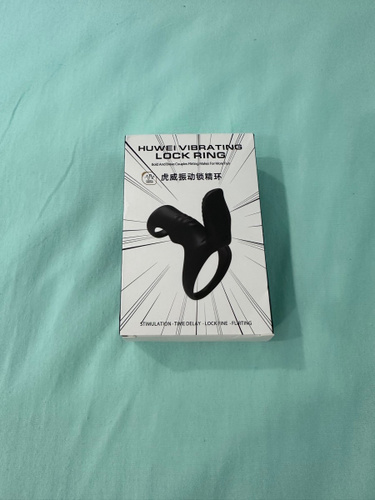 HUWEI VIBRATING
LOCK RING
虎威振动锁精环
STIMULATION · TIME DELAY · LOCK FINE · FLIRTING